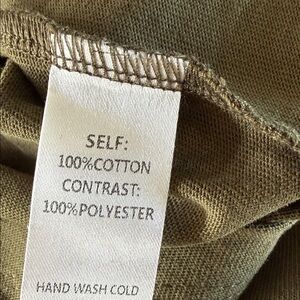 SELF:
100%COTTON
CONTRAST:
100%POLYESTER
HAND WASH COLD